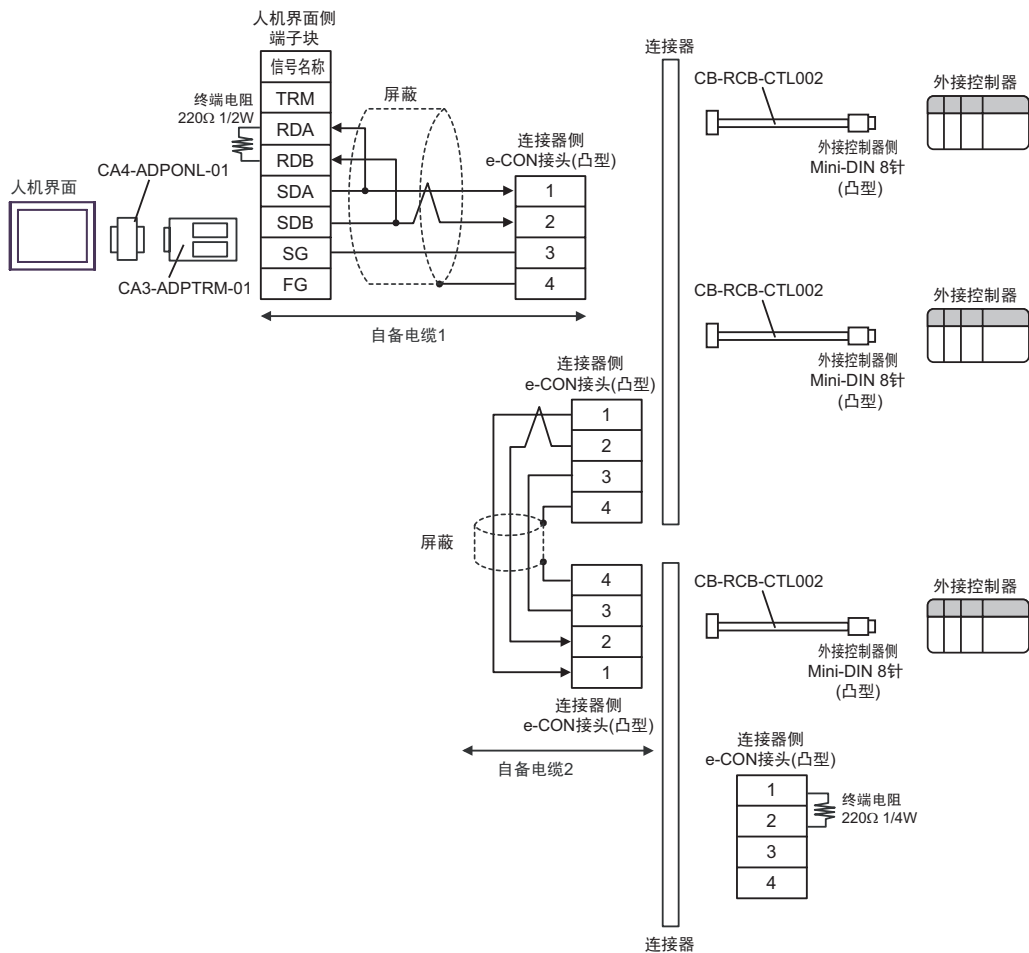 人机界面侧
端子块
信号名称
TRM
RDA
RDB
SDA
SDB
SG
FG
终端电阻
220Ω 1/2W
屏蔽
人机界面
CA4-ADPONL-01
CA3-ADPTRM-01
连接器侧
e-CON接头(凸型)
1
2
3
4
自备电缆1
连接器
CB-RCB-CTL002
外接控制器侧
Mini-DIN 8针
(凸型)
外接控制器
CB-RCB-CTL002
外接控制器侧
Mini-DIN 8针
(凸型)
外接控制器
连接器侧
e-CON接头(凸型)
1
2
3
4
屏蔽
4
3
2
1
连接器侧
e-CON接头(凸型)
自备电缆2
CB-RCB-CTL002
外接控制器侧
Mini-DIN 8针
(凸型)
外接控制器
连接器侧
e-CON接头(凸型)
1
2
3
4
终端电阻
220Ω 1/4W
连接器